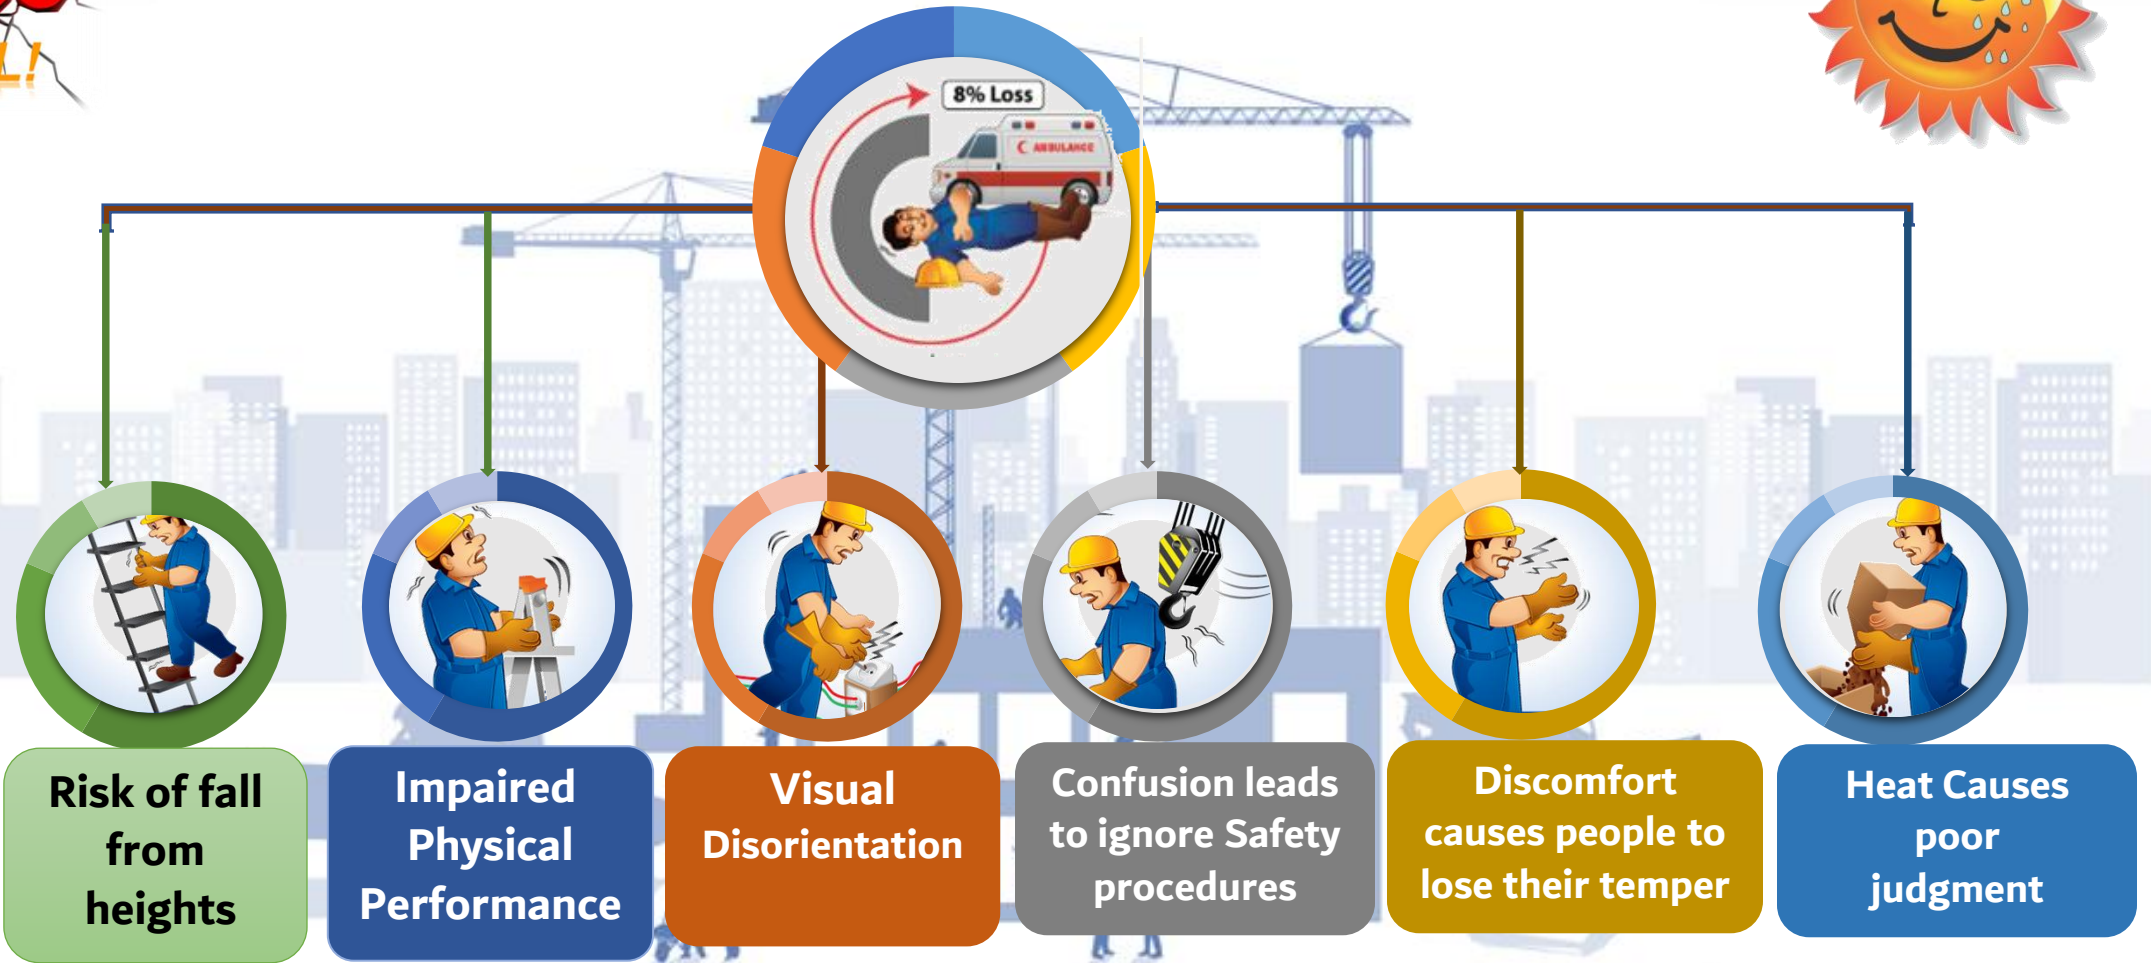 L!
8% Loss
AMBULANCE
Risk of fall
from
heights
Impaired
Physical
Performance
Visual
Disorientation
Confusion leads
to ignore Safety
procedures
Discomfort
causes people to
lose their temper
Heat Causes
poor
judgment